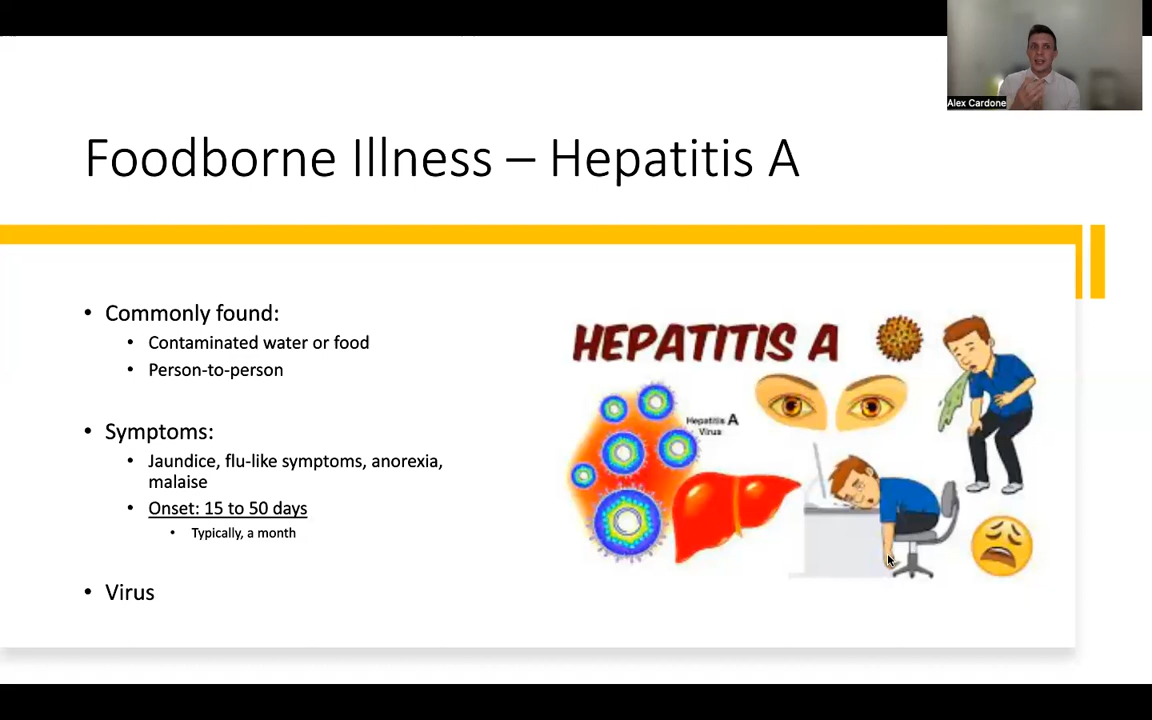 Alex Cardone
Foodborne Illness – Hepatitis A
• Commonly found:
• Contaminated water or food
• Person-to-person
• Symptoms:
• Jaundice, flu-like symptoms, anorexia,
malaise
• Onset: 15 to 50 days
• Typically, a month
• Virus
HEPATITIS A
Hepatitis A
Virus